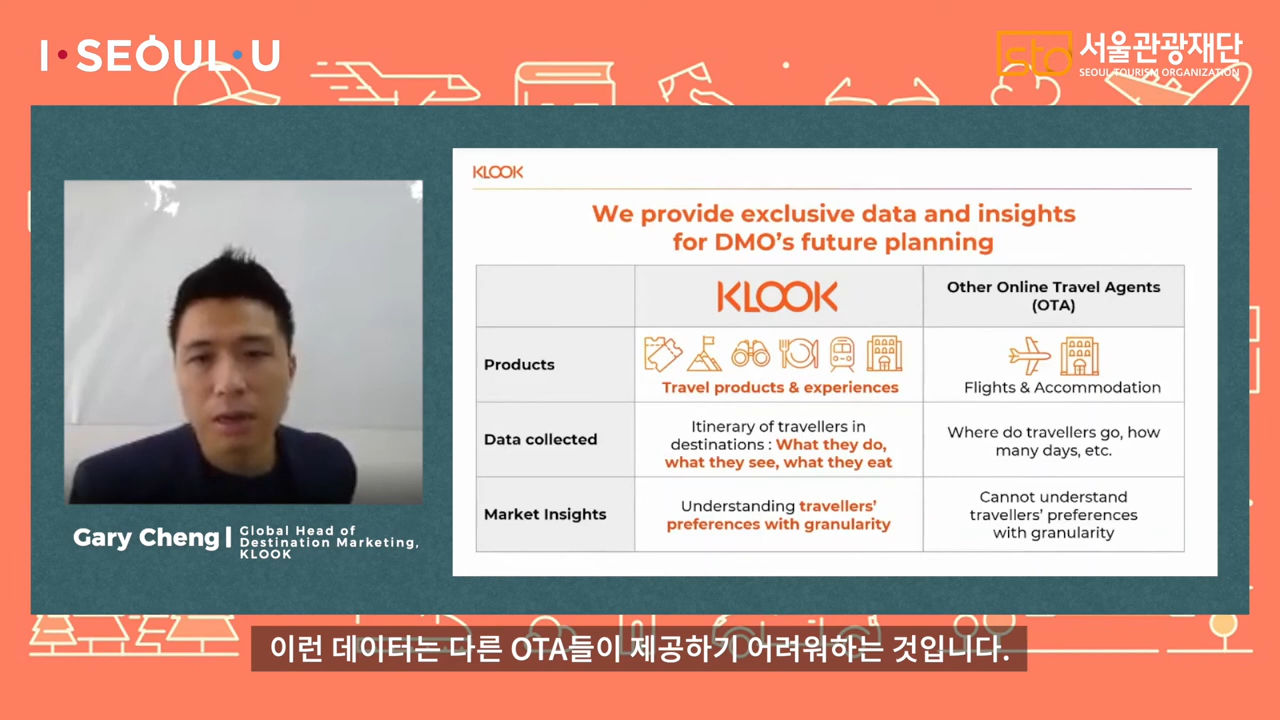 I·SEOUL·U
sto 서울관광재단
SEOUL TOURISM ORGANIZATION
KLOOK
We provide exclusive data and insights
for DMO's future planning
KLOOK
Other Online Travel Agents
(OTA)
Products
Travel products & experiences
Flights & Accommodation
Data collected
Itinerary of travellers in
destinations : What they do,
what they see, what they eat
Where do travellers go, how
many days, etc.
Market Insights
Understanding travellers'
preferences with granularity
Cannot understand
travellers' preferences
with granularity
Gary Cheng | Global Head of
Destination Marketing,
KLOOK
이런 데이터는 다른 OTA들이 제공하기 어려워하는 것입니다.